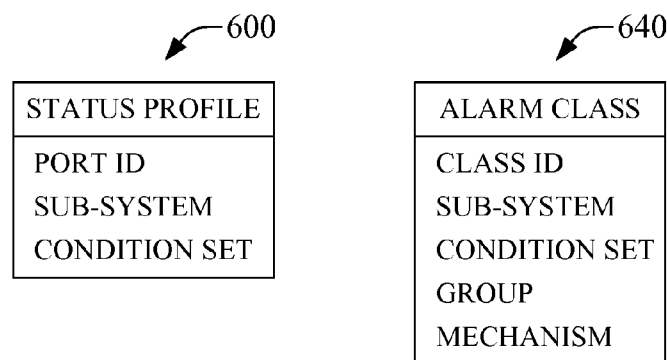 600
STATUS PROFILE
PORT ID
SUB-SYSTEM
CONDITION SET
640
ALARM CLASS
CLASS ID
SUB-SYSTEM
CONDITION SET
GROUP
MECHANISM